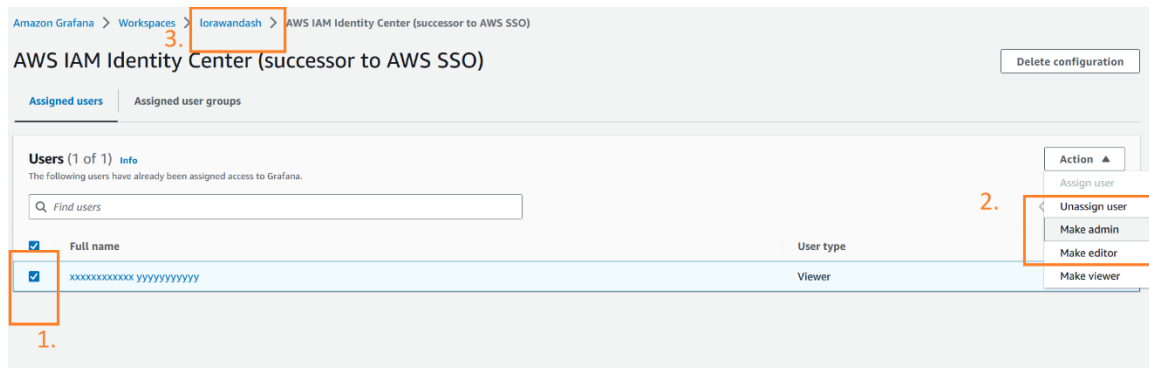 Amazon Grafana > Workspaces > lorawandash > AWS IAM Identity Center (successor to AWS SSO)
3.
AWS IAM Identity Center (successor to AWS SSO)
Delete configuration
Assigned users
Assigned user groups
Users (1 of 1) Info
The following users have already been assigned access to Grafana.
Action
Find users
Assign user
2.
Unassign user
Make admin
Make editor
Make viewer
Full name
User type
xxxxxxxxxxxx yyyyyyyyyyy
Viewer
1.